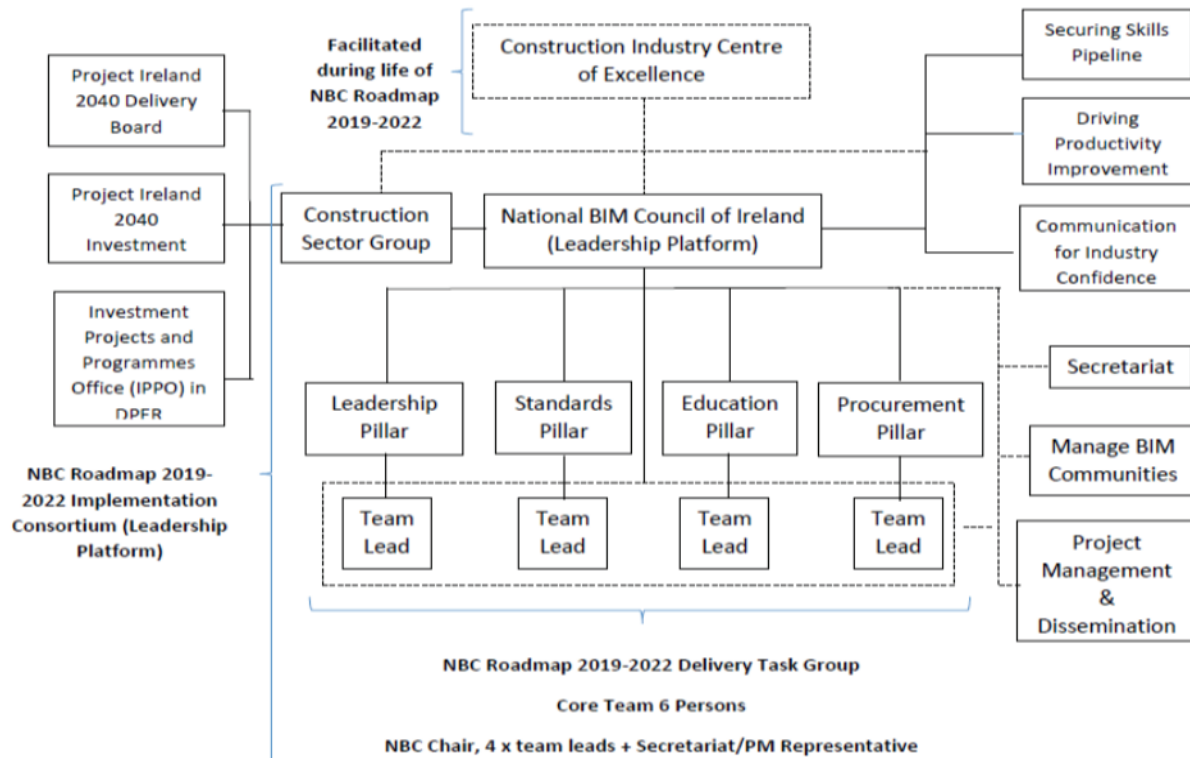 Facilitated
during life of
NBC Roadmap
2019-2022
Construction Industry Centre
of Excellence
Securing Skills
Pipeline
Project Ireland
2040 Delivery
Board
Driving
Productivity
Improvement
Project Ireland
2040
Investment
Construction
Sector Group
National BIM Council of Ireland
(Leadership Platform)
Communication
for Industry
Confidence
Investment
Projects and
Programmes
Office (IPPO) in
DPER
Leadership
Pillar
Standards
Pillar
Education
Pillar
Procurement
Pillar
Secretariat
Manage BIM
Communities
NBC Roadmap 2019-
2022 Implementation
Consortium (Leadership
Platform)
Team
Lead
Team
Lead
Team
Lead
Team
Lead
Project
Management
&
Dissemination
NBC Roadmap 2019-2022 Delivery Task Group
Core Team 6 Persons
NBC Chair, 4 x team leads + Secretariat/PM Representative